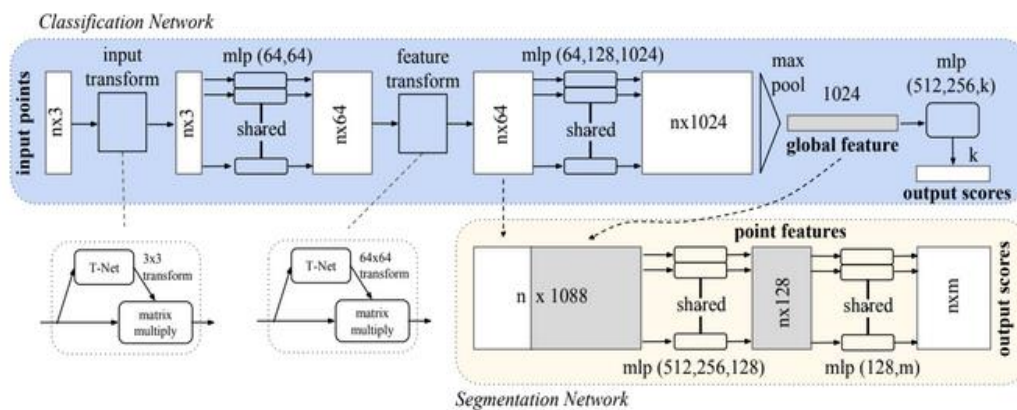 Classification Network
input points
nx3
input
transform
nx3
mlp (64,64)
shared
nx64
feature
transform
nx64
mlp (64,128,1024)
shared
nx1024
max
pool
1024
global feature
mlp
(512,256,k)
k
output scores
T-Net
3x3
transform
matrix
multiply
T-Net
64x64
transform
matrix
multiply
point features
n x 1088
shared
mlp (512,256,128)
nx128
shared
mlp (128,m)
nxm
output scores
Segmentation Network